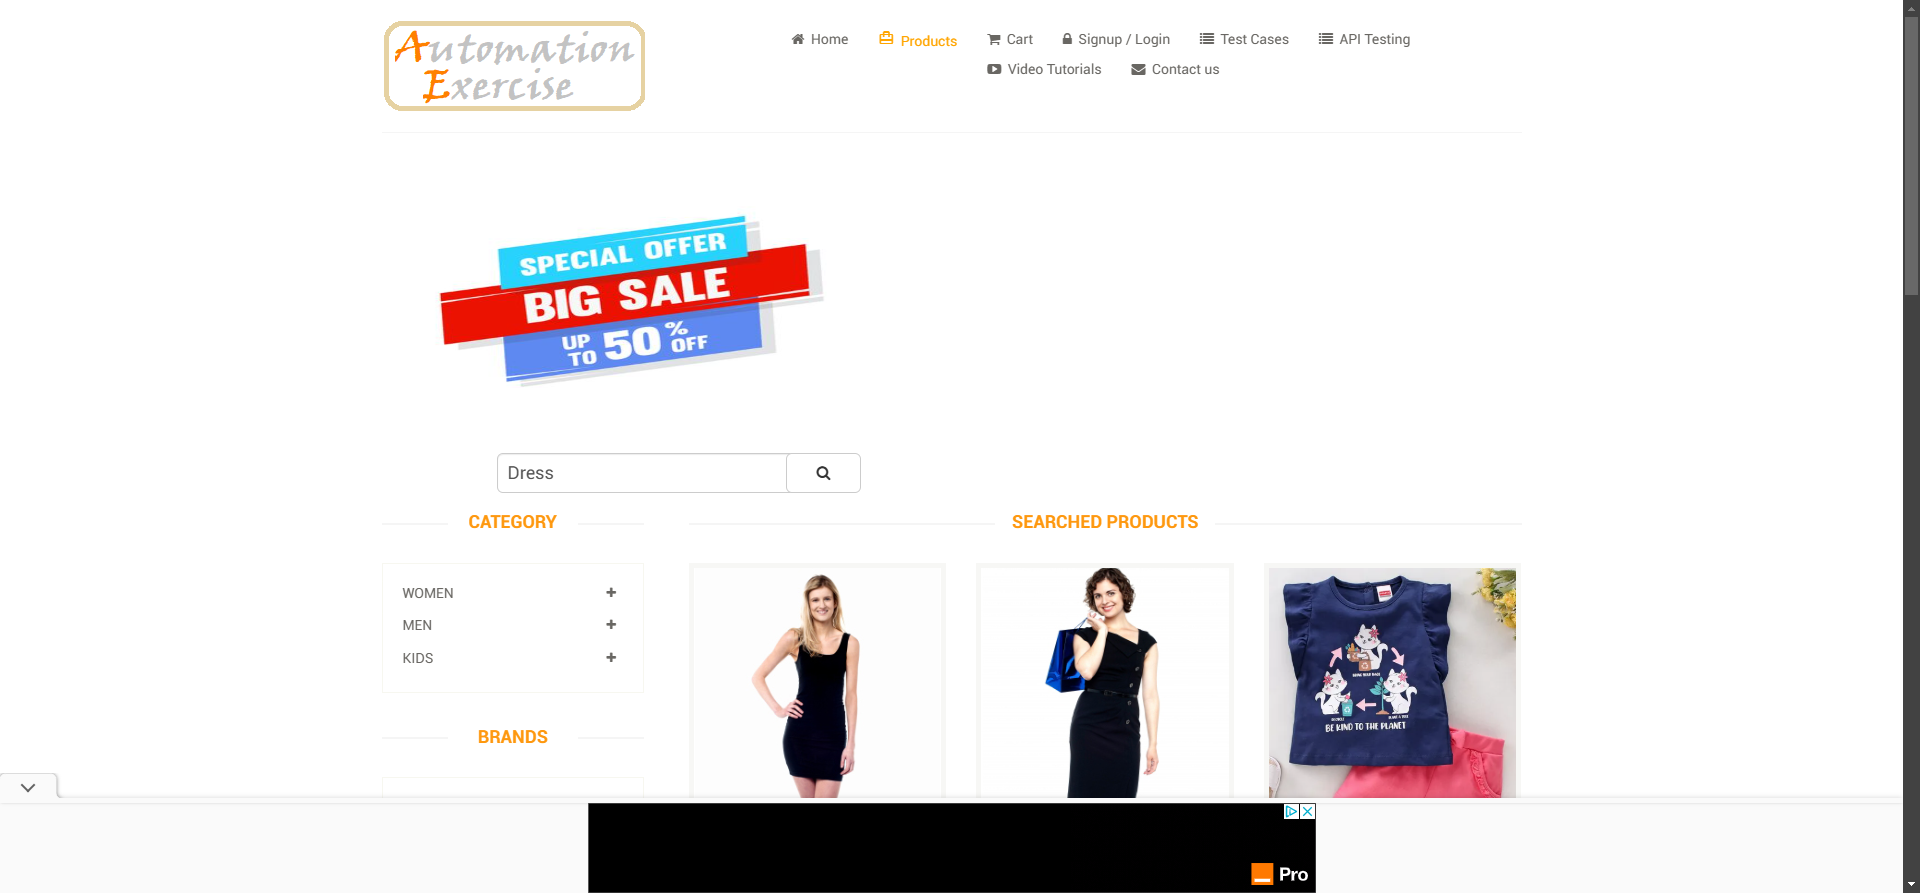 Automation
Exercise
Home
Products
Cart
Signup / Login
Test Cases
API Testing
Video Tutorials
Contact us
SPECIAL OFFER
BIG SALE
UP TO 50% OFF
Dress
CATEGORY
WOMEN
MEN
KIDS
BRANDS
SEARCHED PRODUCTS
BE KIND TO THE PLANET
Pro